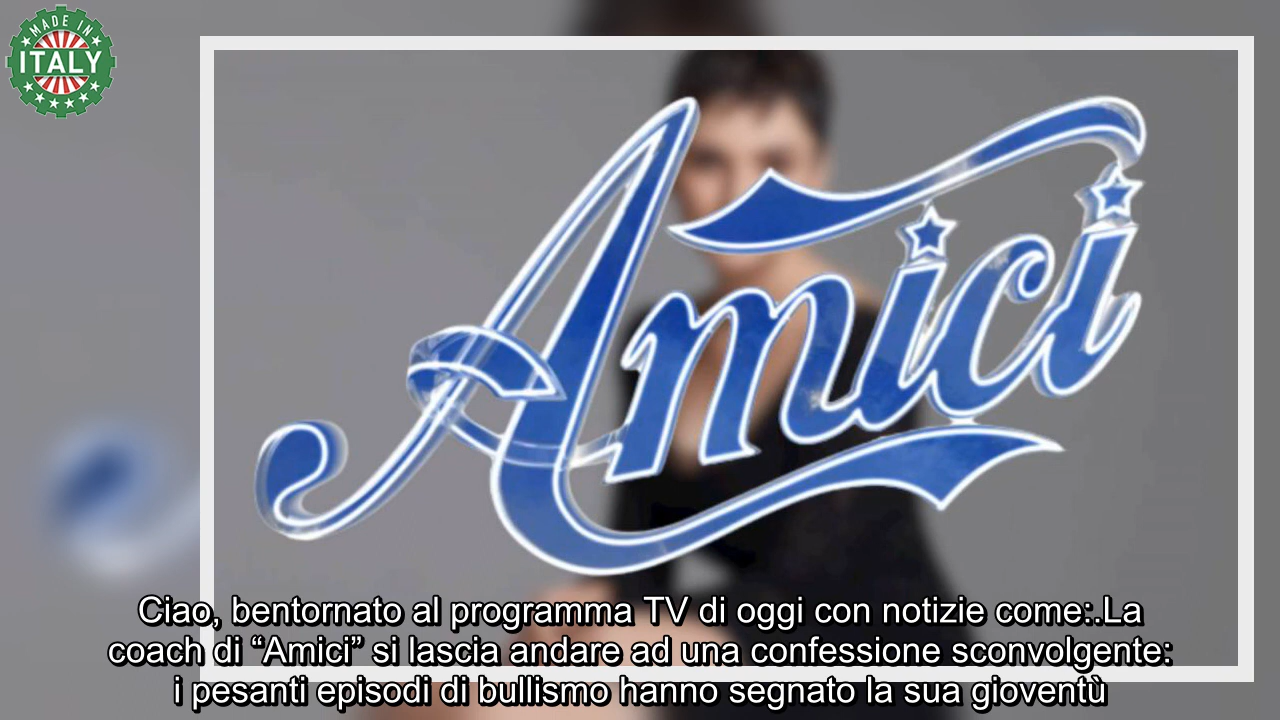 MADE IN
ITALY
Amici
Ciao, bentornato al programma TV di oggi con notizie come:.La
coach di “Amici” si lascia andare ad una confessione sconvolgente:
i pesanti episodi di bullismo hanno segnato la sua gioventù